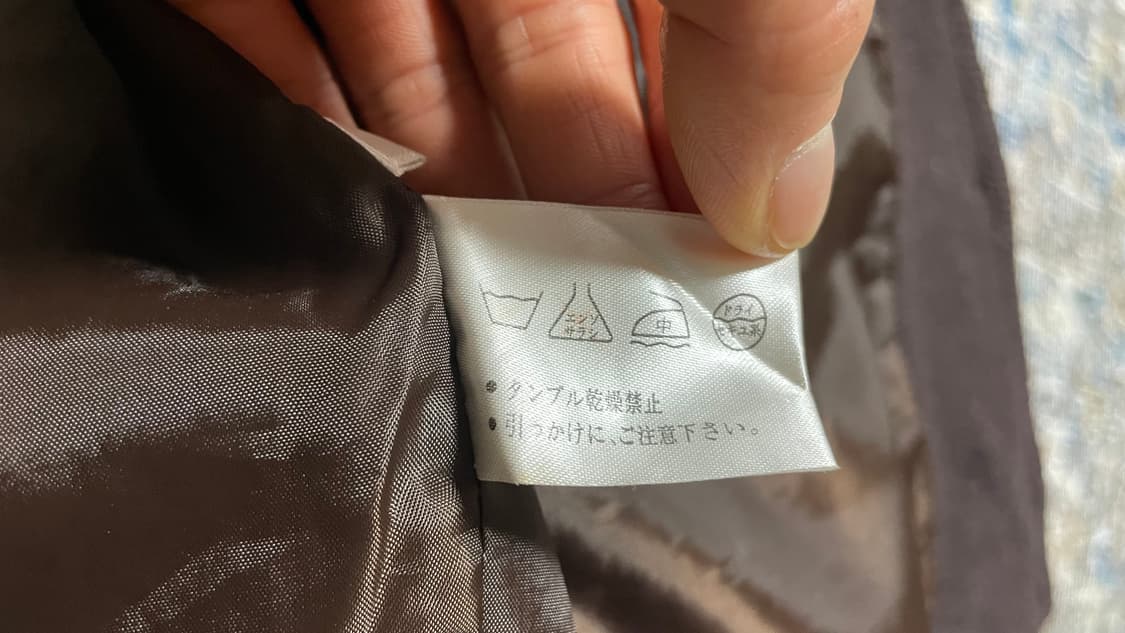 エンソ
サラシ
中
ドライ
セキユ系
タンブル乾燥禁止
引っかけに、ご注意下さい。